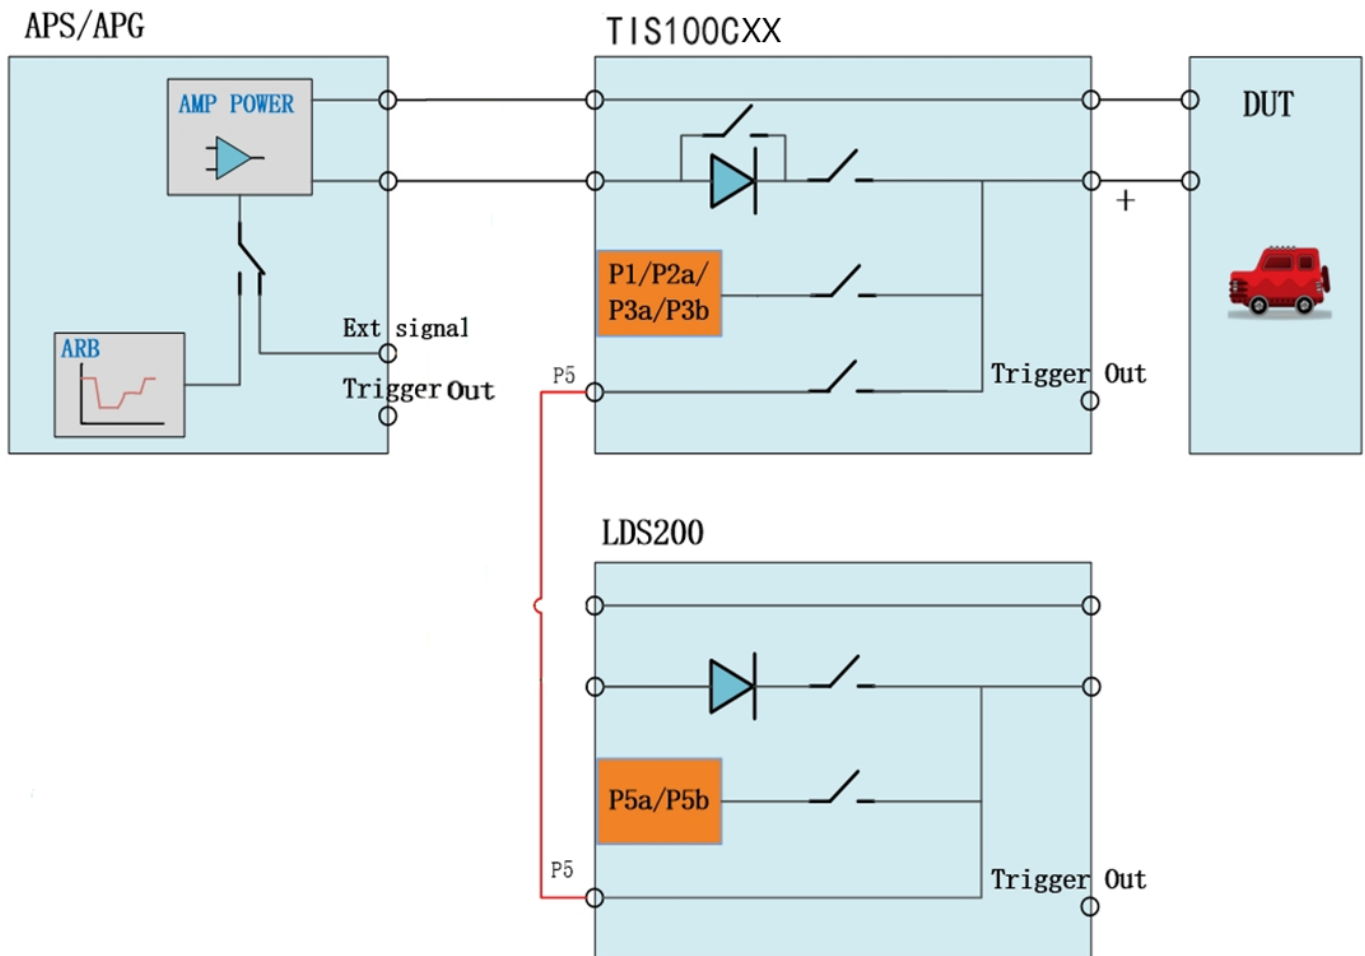 APS/APG
TIS100CXX
AMP POWER
DUT
+
P1/P2a/
P3a/P3b
Ext signal
ARB
Trigger Out
P5
Trigger Out
LDS200
P5a/P5b
P5
Trigger Out